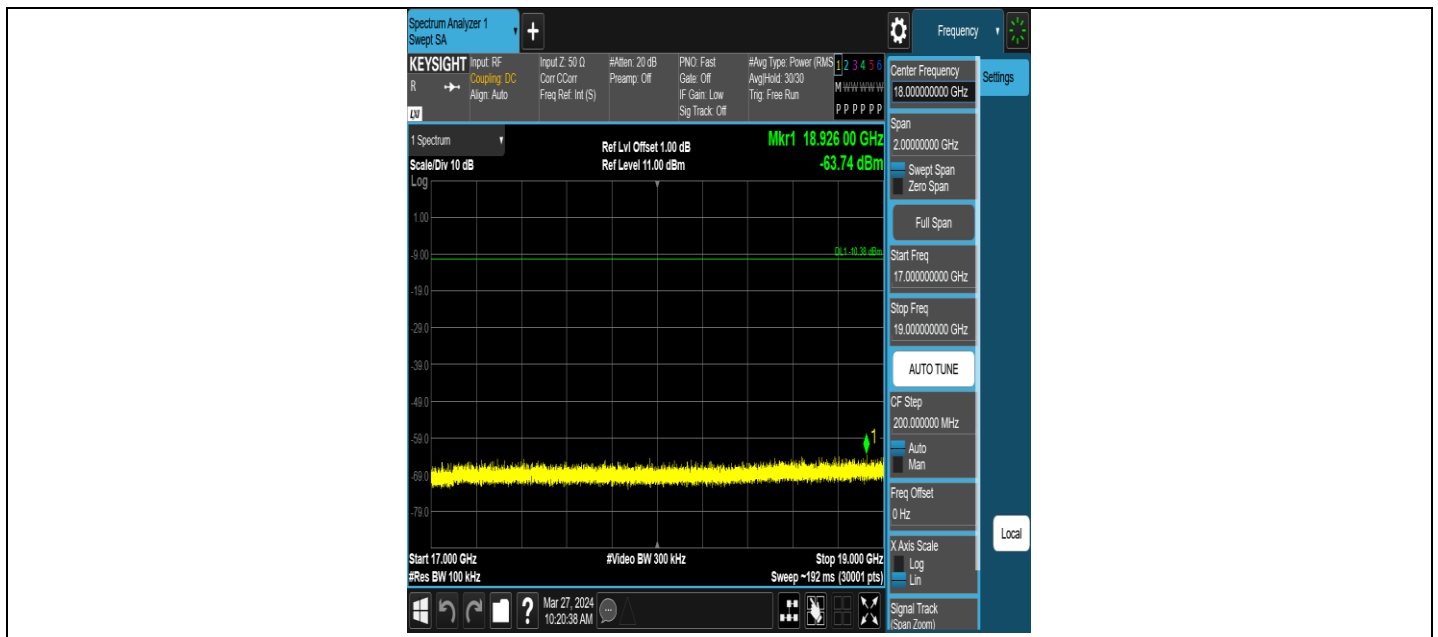 Spectrum Analyzer 1
Swept SA
+
Frequency
KEYSIGHT
R
LXI
Input: RF
Coupling: DC
Align: Auto
Input Z: 50 Ω
Corr CCorr
Freq Ref: Int (S)
#Atten: 20 dB
Preamp: Off
PNO: Fast
Gate: Off
IF Gain: Low
Sig Track: Off
#Avg Type: Power (RMS
Avg|Hold: 30/30
Trig: Free Run
1 2 3 4 5 6
M W W W W W
P P P P P P
1 Spectrum
Scale/Div 10 dB
Log
Ref Lvl Offset 1.00 dB
Ref Level 11.00 dBm
Mkr1 18.926 00 GHz
-63.74 dBm
1.00
-9.00
DL1 -10.38 dBm
-19.0
-29.0
-39.0
-49.0
-59.0
1
-69.0
-79.0
Start 17.000 GHz
#Res BW 100 kHz
#Video BW 300 kHz
Stop 19.000 GHz
Sweep ~192 ms (30001 pts)
?
Mar 27, 2024
10:20:38 AM
Center Frequency
18.000000000 GHz
Settings
Span
2.00000000 GHz
Swept Span
Zero Span
Full Span
Start Freq
17.000000000 GHz
Stop Freq
19.000000000 GHz
AUTO TUNE
CF Step
200.000000 MHz
Auto
Man
Freq Offset
0 Hz
X Axis Scale
Log
Lin
Local
Signal Track
(Span Zoom)